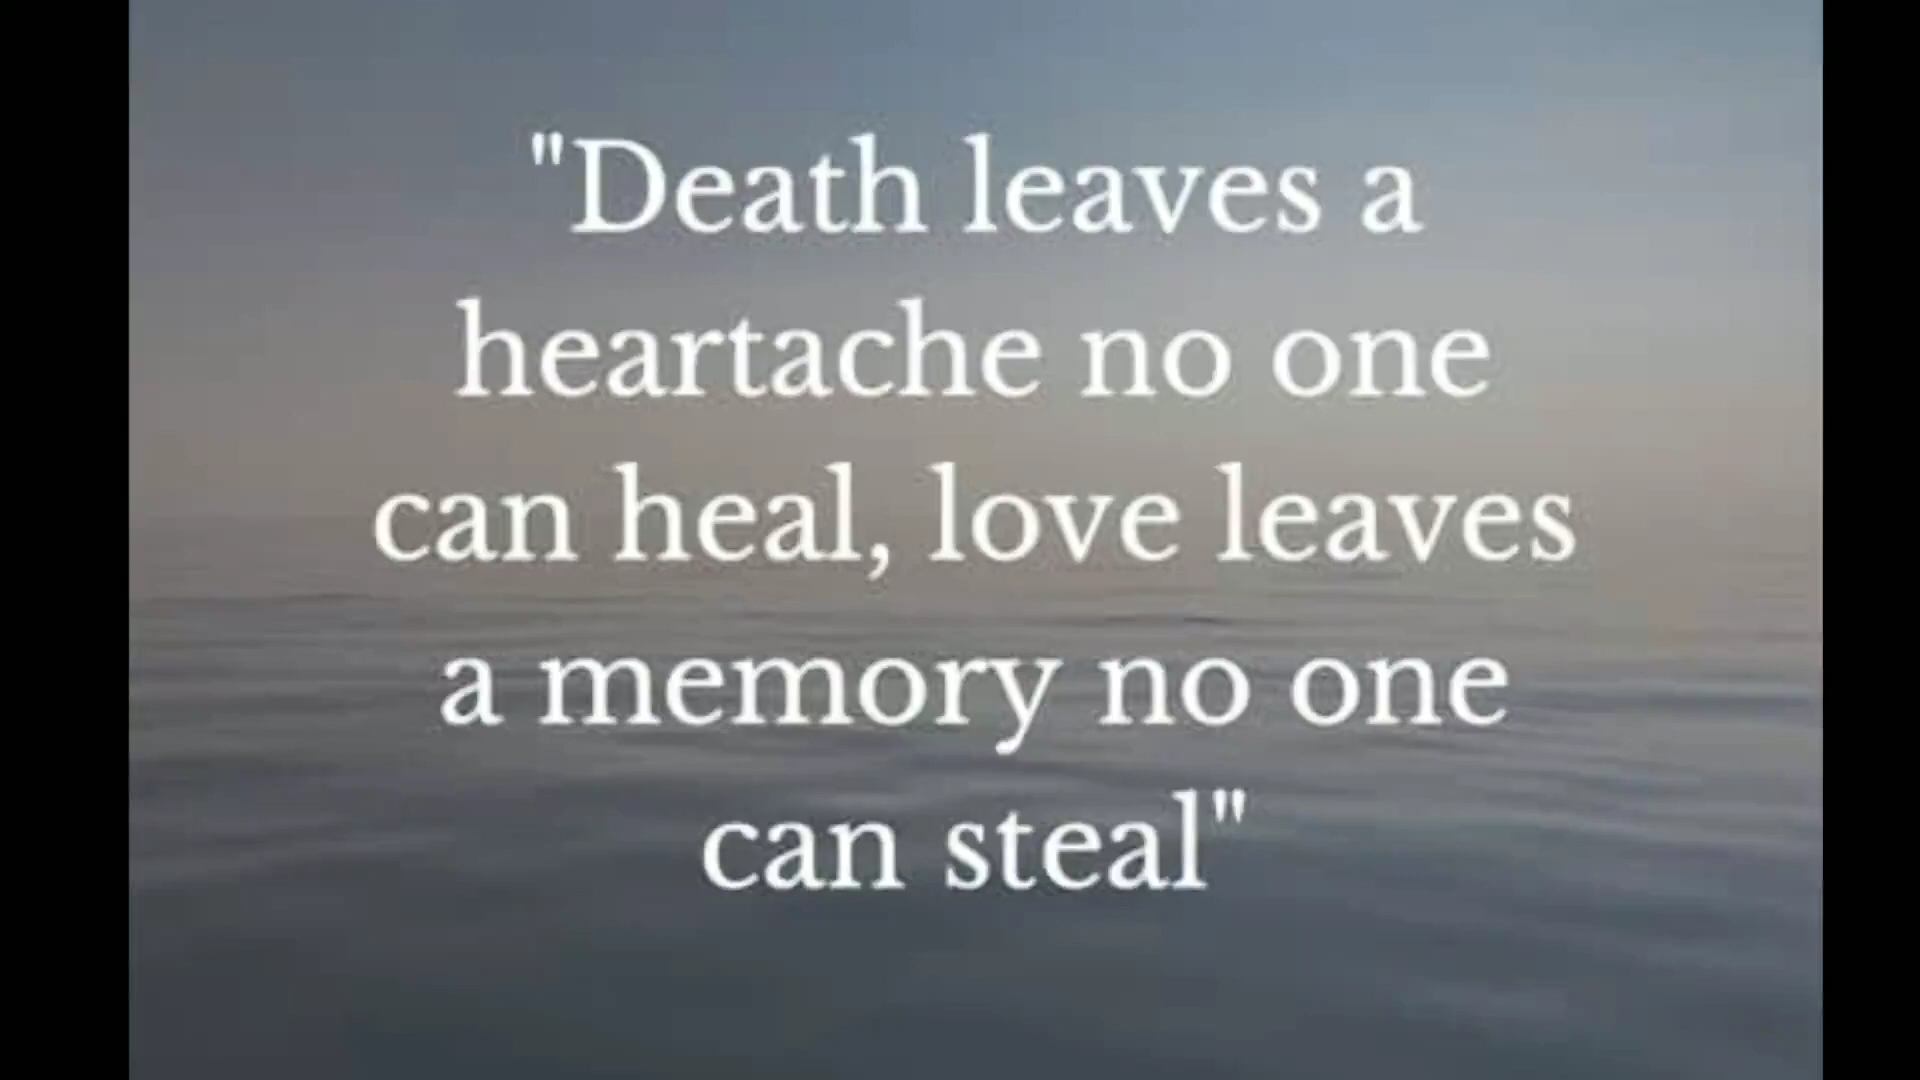 "Death leaves a
heartache no one
can heal, love leaves
a memory no one
can steal"